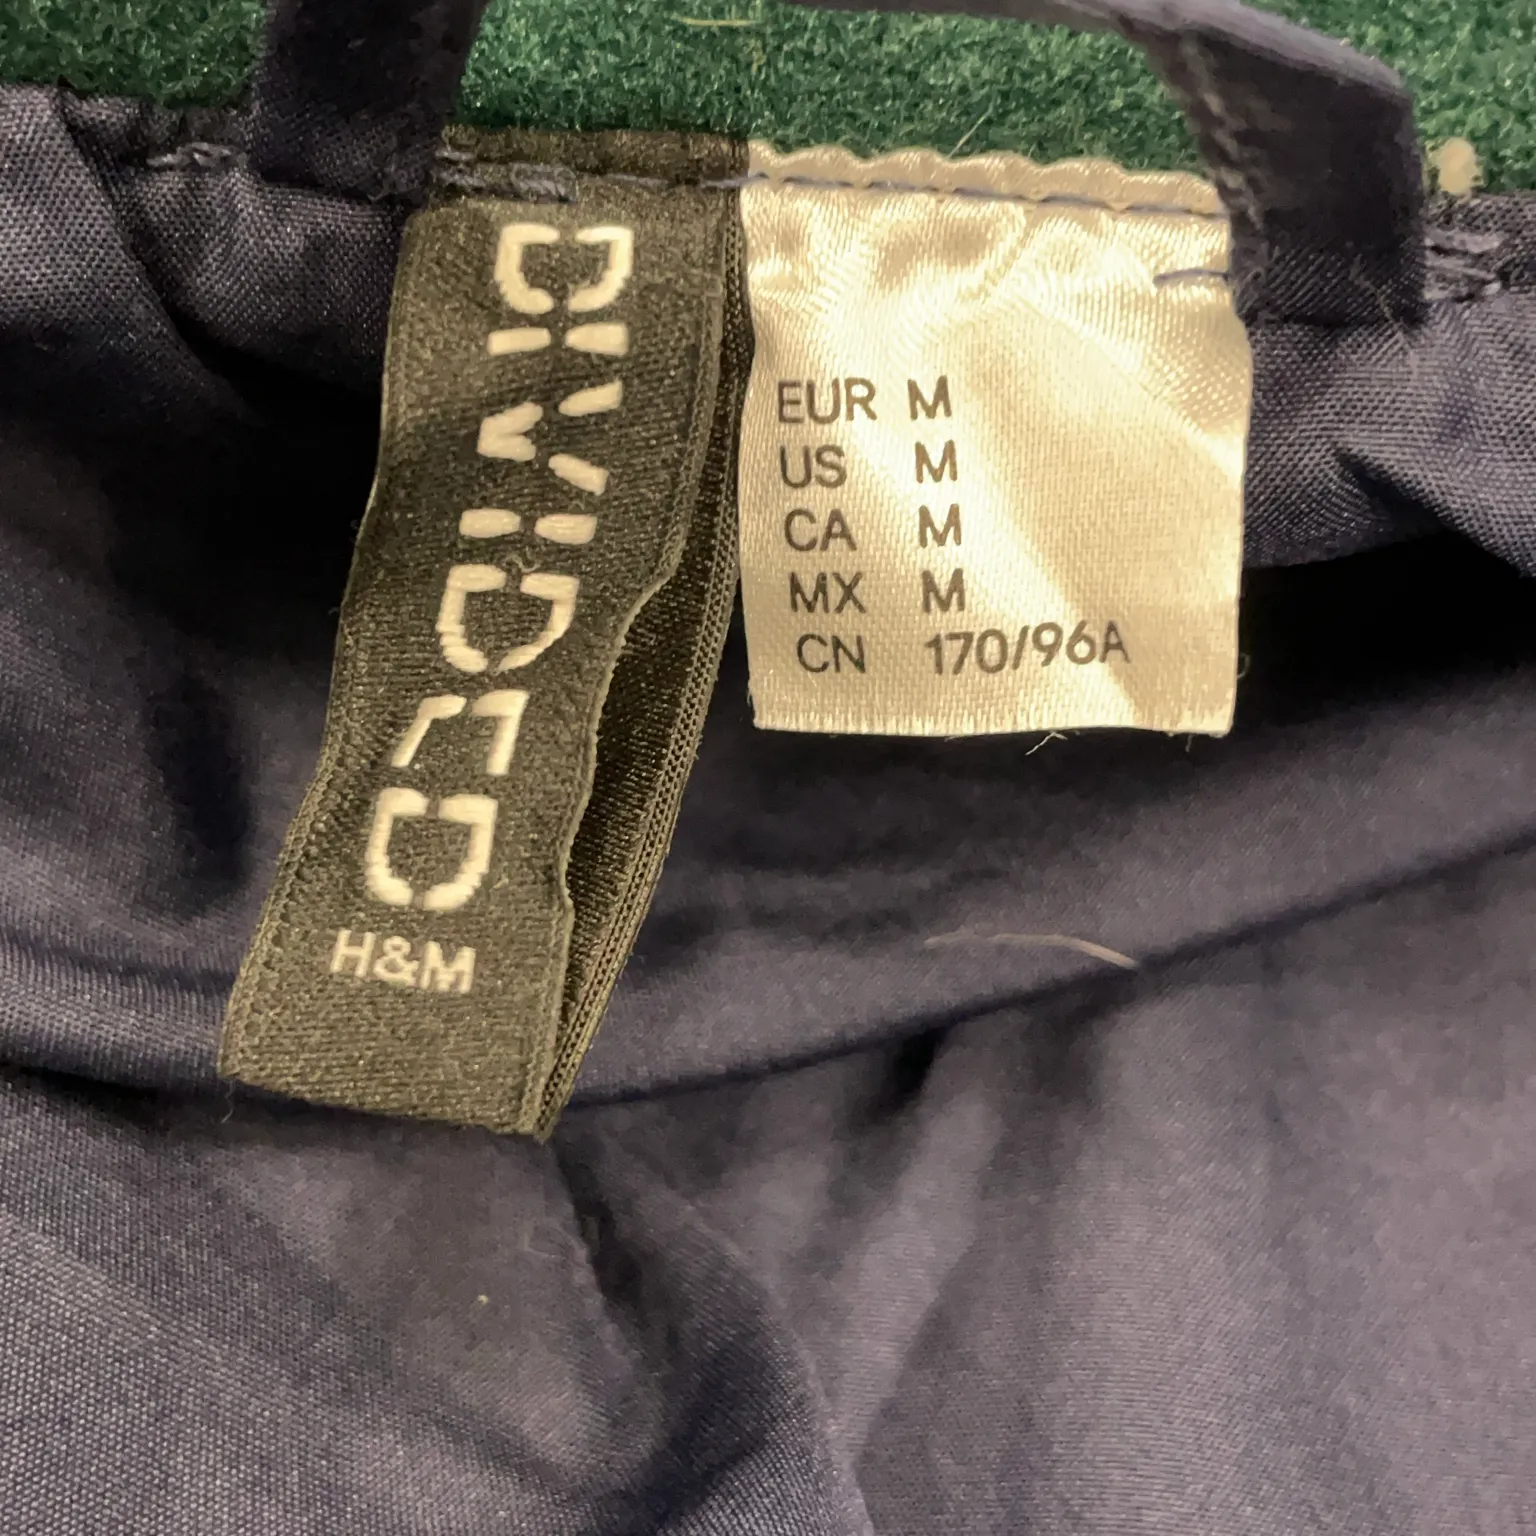 DIVIDED
H&M
EUR M
US M
CA M
MX M
CN 170/96A